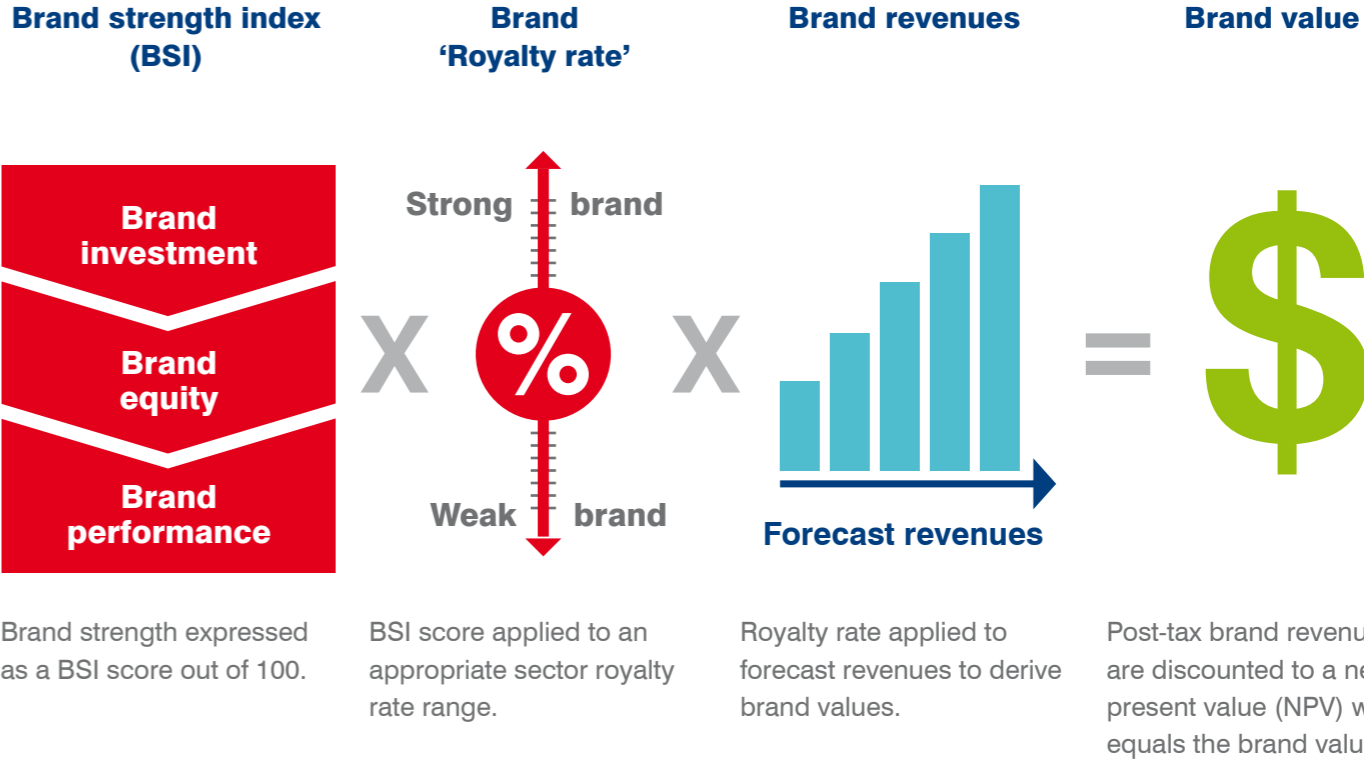 Brand strength index
(BSI)
Brand
‘Royalty rate’
Brand revenues
Brand value
Brand
investment
Brand
equity
Brand
performance
X
Strong brand
%
Weak brand
X
Forecast revenues
=
$
Brand strength expressed
as a BSI score out of 100.
BSI score applied to an
appropriate sector royalty
rate range.
Royalty rate applied to
forecast revenues to derive
brand values.
Post-tax brand
are discounted to a
present value (NPV)
equals the brand